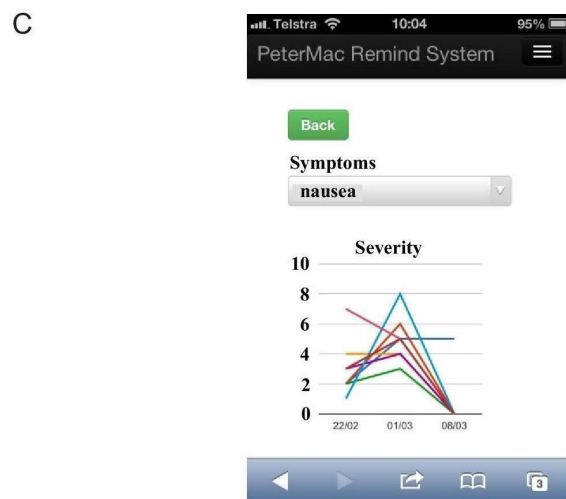 C
Telstra 10:04 95%
PeterMac Remind System
Back
Symptoms
nausea
Severity
10
8
6
4
2
0
22/02 01/03 08/03
3